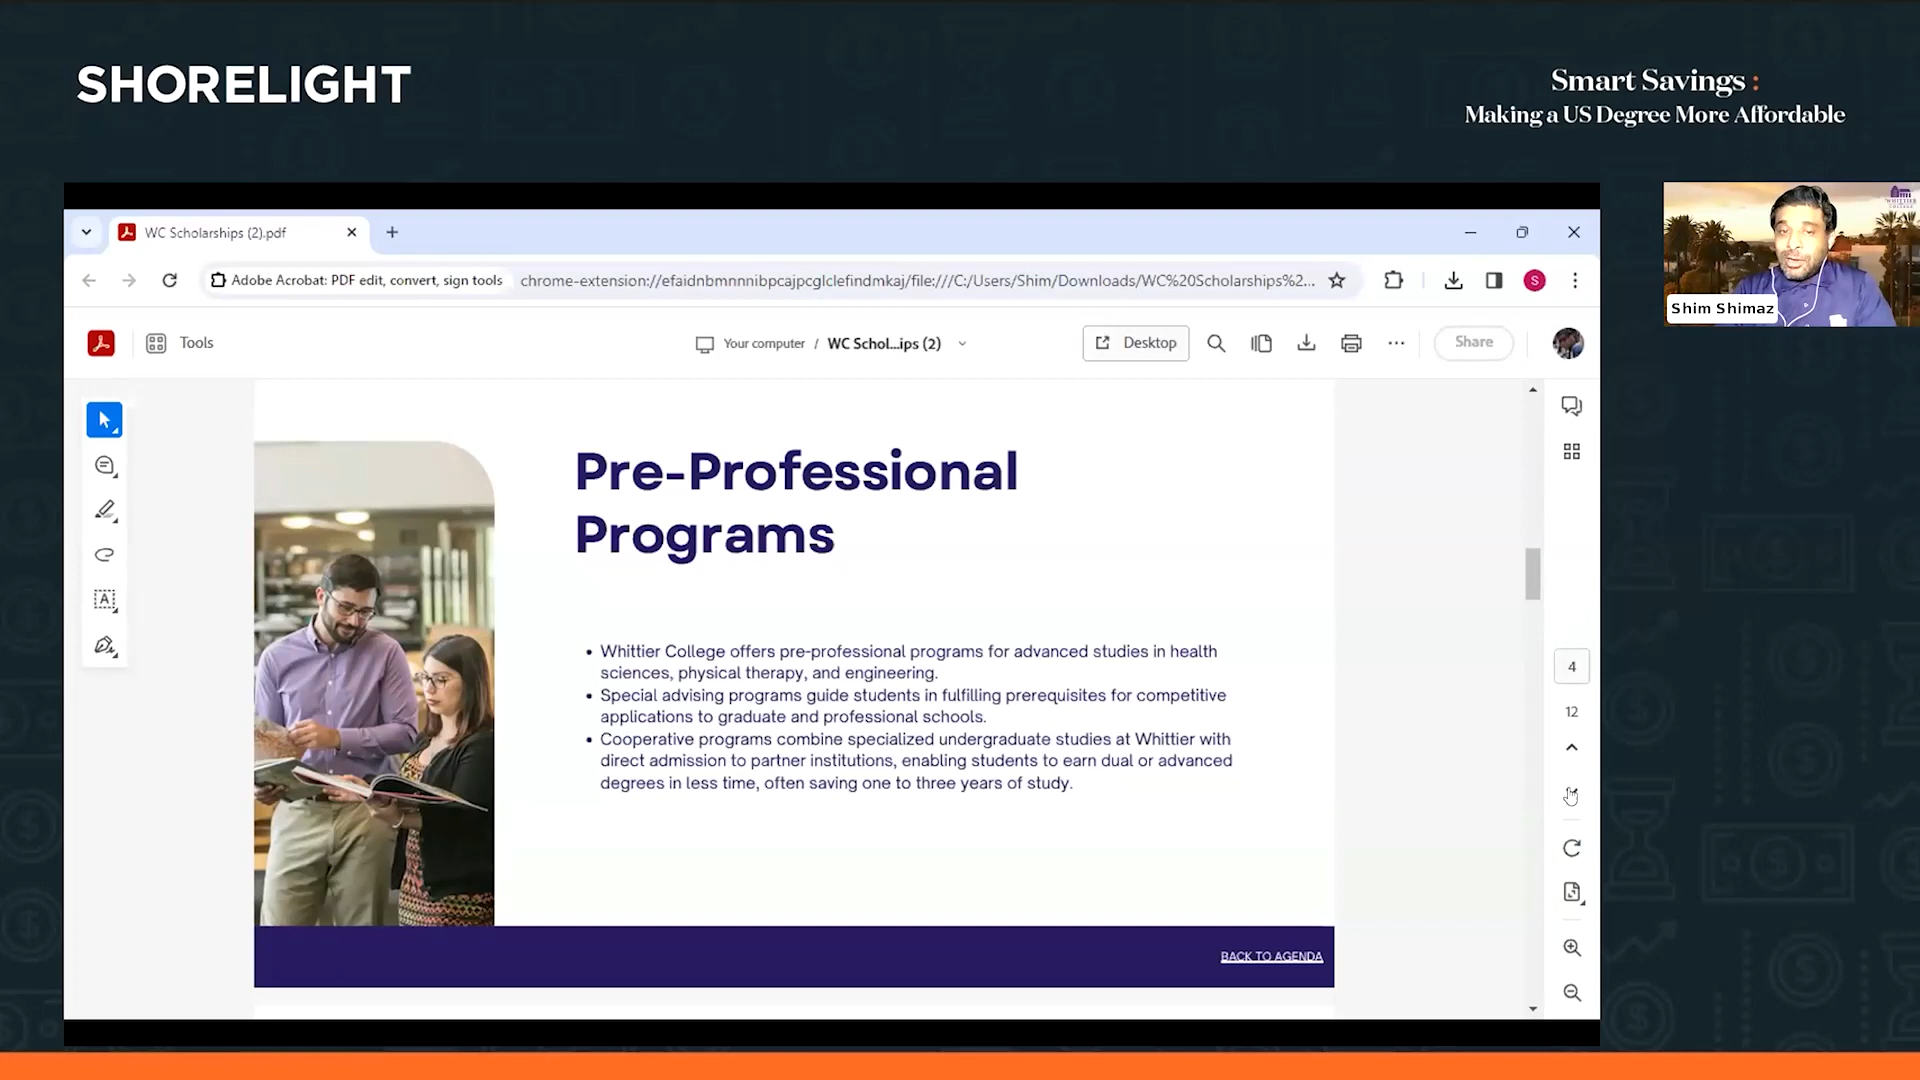 SHORELIGHT
Smart Savings :
Making a US Degree More Affordable
WC Scholarships (2).pdf
Adobe Acrobat: PDF edit, convert, sign tools
chrome-extension://efaidnbmnnnibpcajpcglclefindmkaj/file:///C:/Users/Shim/Downloads/WC%20Scholarships%2...
S
Tools
Your computer / WC Schol...ips (2)
Desktop
Share
WHITTIER
COLLEGE
Shim Shimaz
Pre-Professional
Programs
• Whittier College offers pre-professional programs for advanced studies in health
sciences, physical therapy, and engineering.
• Special advising programs guide students in fulfilling prerequisites for competitive
applications to graduate and professional schools.
• Cooperative programs combine specialized undergraduate studies at Whittier with
direct admission to partner institutions, enabling students to earn dual or advanced
degrees in less time, often saving one to three years of study.
4
12
BACK TO AGENDA